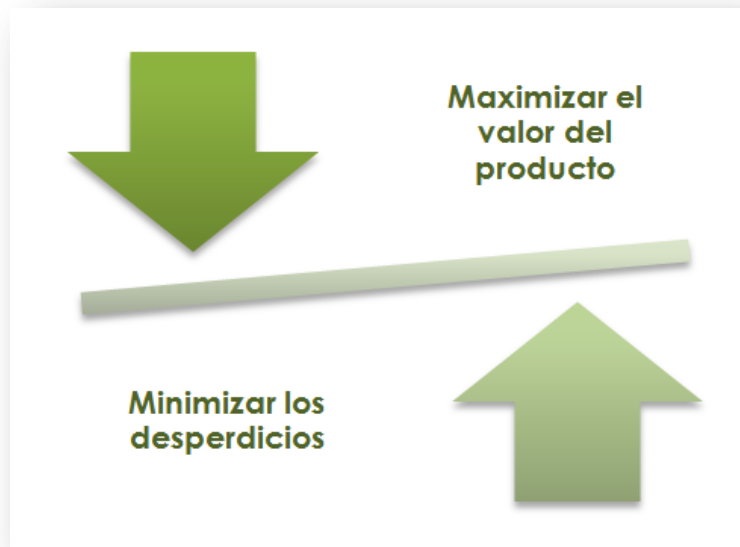 Maximizar el
valor del
producto
Minimizar los
desperdicios